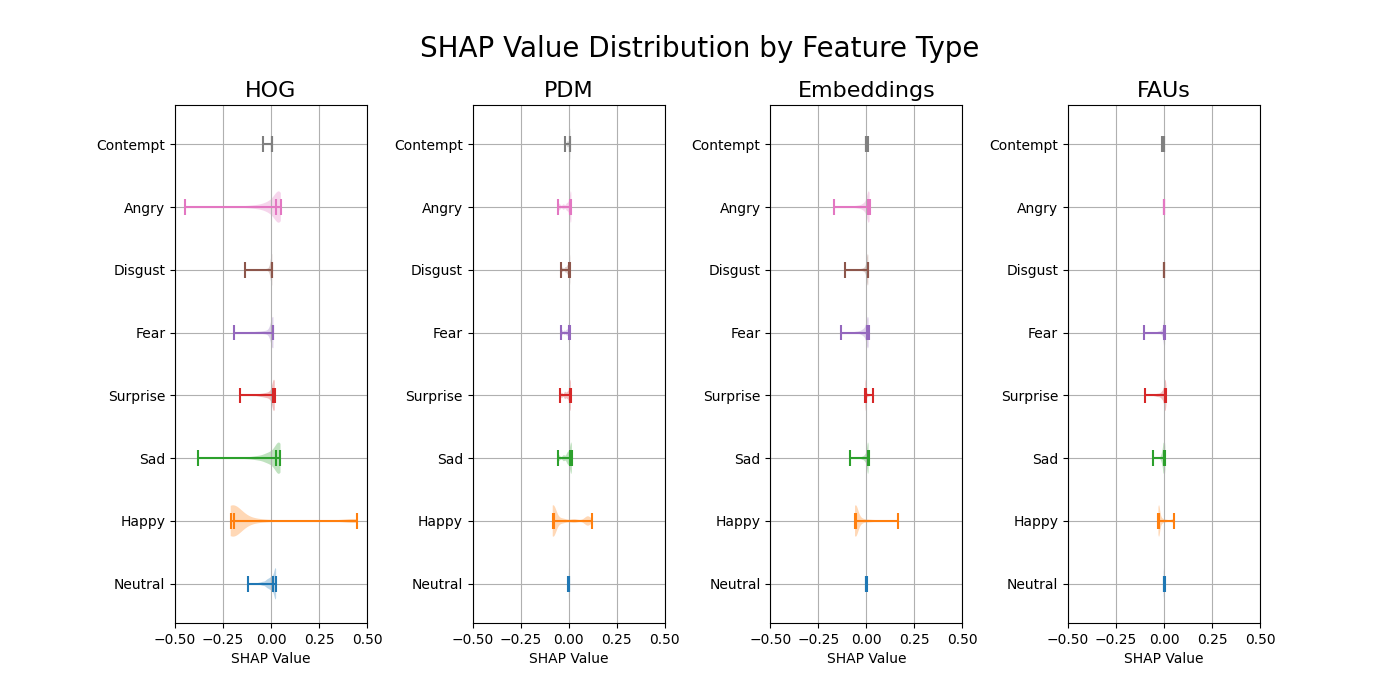 SHAP Value Distribution by Feature Type
HOG
Contempt
Angry
Disgust
Fear
Surprise
Sad
Happy
Neutral
−0.50 −0.25 0.00 0.25 0.50
SHAP Value
PDM
Contempt
Angry
Disgust
Fear
Surprise
Sad
Happy
Neutral
−0.50 −0.25 0.00 0.25 0.50
SHAP Value
Embeddings
Contempt
Angry
Disgust
Fear
Surprise
Sad
Happy
Neutral
−0.50 −0.25 0.00 0.25 0.50
SHAP Value
FAUs
Contempt
Angry
Disgust
Fear
Surprise
Sad
Happy
Neutral
−0.50 −0.25 0.00 0.25 0.50
SHAP Value